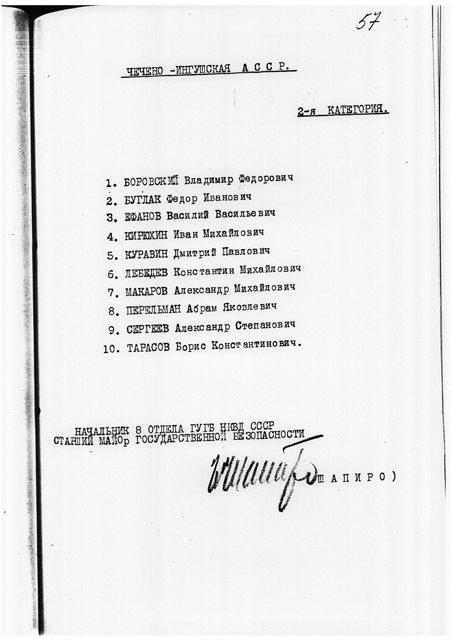 57
ЧЕЧЕНО -ИНГУШСКАЯ А С С Р.
2-я КАТЕГОРИЯ.
1. БОРОВСКИЙ Владимир Федорович
2. БУГЛАК Федор Иванович
3. ЕФАНОВ Василий Васильевич
4. КИРЮХИН Иван Михайлович
5. КУРАВИН Дмитрий Павлович
6. ЛЕБЕДЕВ Константин Михайлович
7. МАКАРОВ Александр Михайлович
8. ПЕРЕЛЬМАН Абрам Яковлевич
9. СЕРГЕЕВ Александр Степанович
10. ТАРАСОВ Борис Константинович.
НАЧАЛЬНИК 8 ОТДЕЛА ГУГБ НКВД СССР
СТАРШИЙ МАЙОр ГОСУДАРСТВЕННОЙ БЕЗОПАСНОСТИ
Ш А П И Р О )